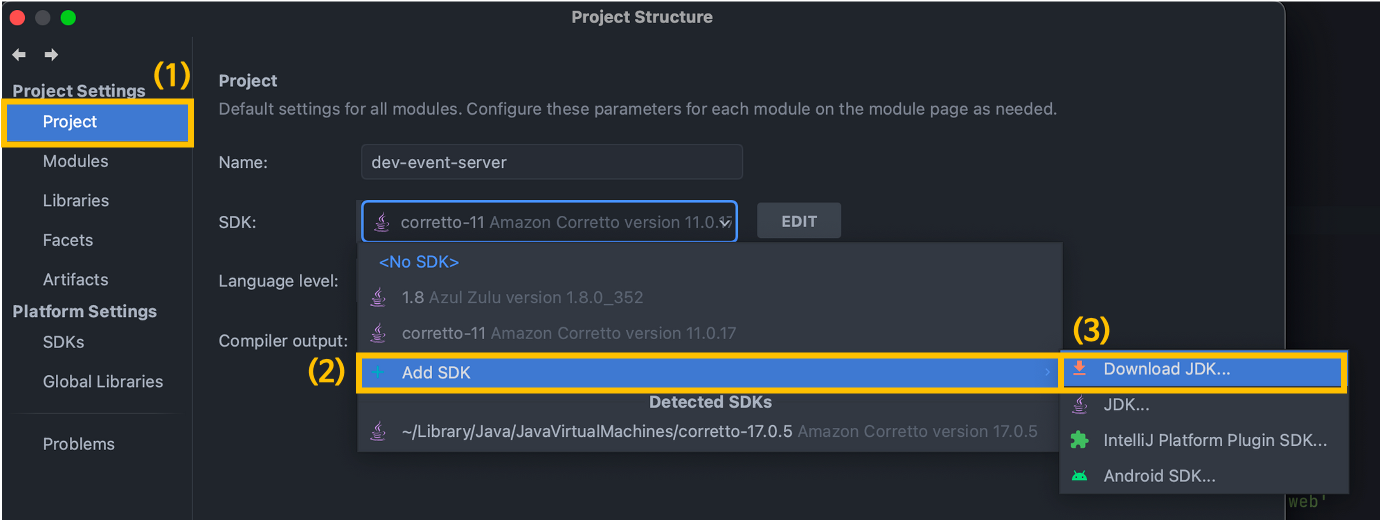 Project Structure
(1)
Project Settings
Project
Modules
Libraries
Facets
Artifacts
Platform Settings
SDKs
Global Libraries
Problems
Project
Default settings for all modules. Configure these parameters for each module on the module page as needed.
Name:
dev-event-server
SDK:
corretto-11 Amazon Corretto version 11.0.17
EDIT
Language level:
Compiler output:
<No SDK>
1.8 Azul Zulu version 1.8.0_352
corretto-11 Amazon Corretto version 11.0.17
(2)
Add SDK
Detected SDKs
~/Library/Java/JavaVirtualMachines/corretto-17.0.5 Amazon Corretto version 17.0.5
(3)
Download JDK...
JDK...
IntelliJ Platform Plugin SDK...
Android SDK...
web'